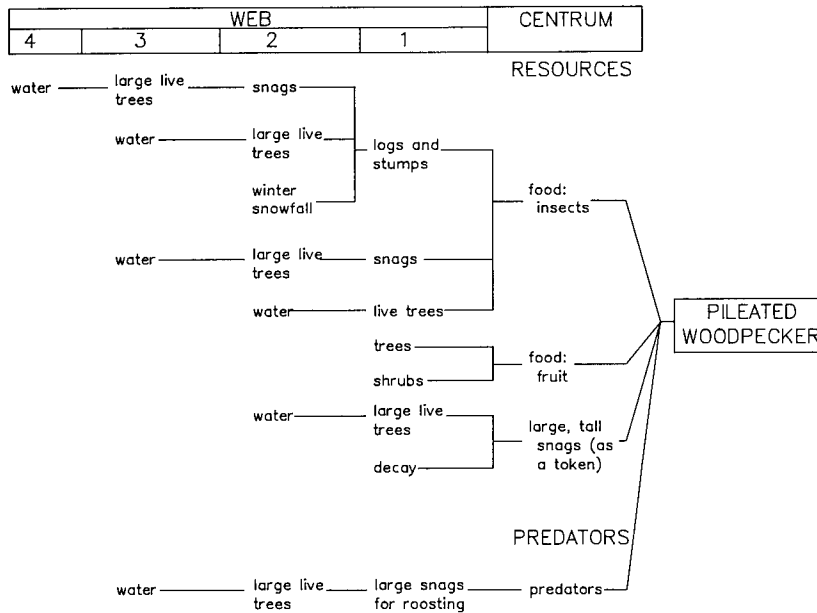 WEB
CENTRUM
4
3
2
1
RESOURCES
water
large live
trees
snags
water
large live
trees
logs and
stumps
winter
snowfall
food:
insects
water
large live
trees
snags
water
live trees
PILEATED
WOODPECKER
trees
shrubs
food:
fruit
water
large live
trees
decay
large, tall
snags (as
a token)
PREDATORS
water
large live
trees
large snags
for roosting
predators